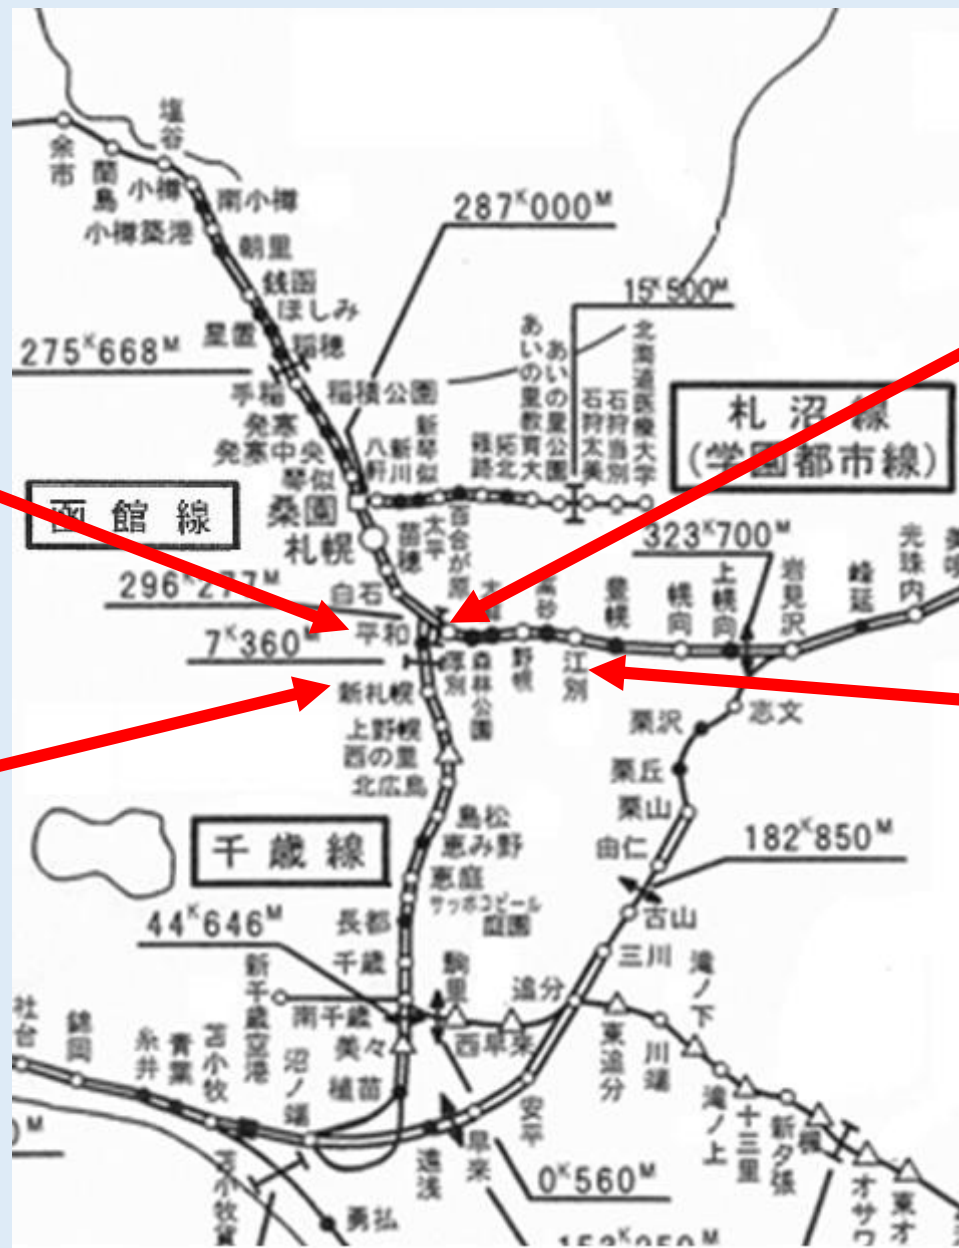 塩谷
余市
蘭島
小樽
南小樽
小樽築港
朝里
銭函
ほしみ
星置
稲穂
287K000M
15K500M
275K668M
手稲
稲積公園
発寒
発寒中央
琴似
桑園
札幌
八軒
新川
新琴似
太平
百合が原
篠路
拓北
あいの里教育大
あいの里公園
石狩太美
石狩当別
北海道医療大学
札沼線
(学園都市線)
函館線
苗穂
白石
323K700M
平和
7K360M
厚別
森林公園
野幌
高砂
江別
豊幌
幌向
上幌向
岩見沢
峰延
光珠内
新札幌
上野幌
西の里
北広島
島松
恵み野
恵庭
サッポロビール
庭園
長都
千歳
千歳線
44K646M
新千歳空港
南千歳
駒里
西早来
追分
美々
植苗
沼ノ端
苫小牧
青葉
糸井
錦岡
社台
志文
栗沢
栗丘
栗山
由仁
182K850M
古山
三川
東追分
川端
滝ノ下
滝ノ上
十三里
新夕張
楓
オサワ
東オ
安平
早来
遠浅
0K560M
勇払